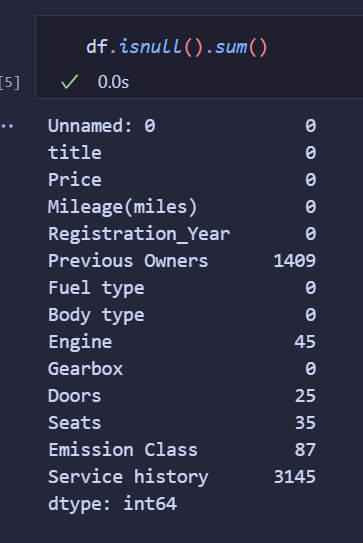 df.isnull().sum()
[5] 0.0s
Unnamed: 0 0
title 0
Price 0
Mileage(miles) 0
Registration_Year 0
Previous Owners 1409
Fuel type 0
Body type 0
Engine 45
Gearbox 0
Doors 25
Seats 35
Emission Class 87
Service history 3145
dtype: int64